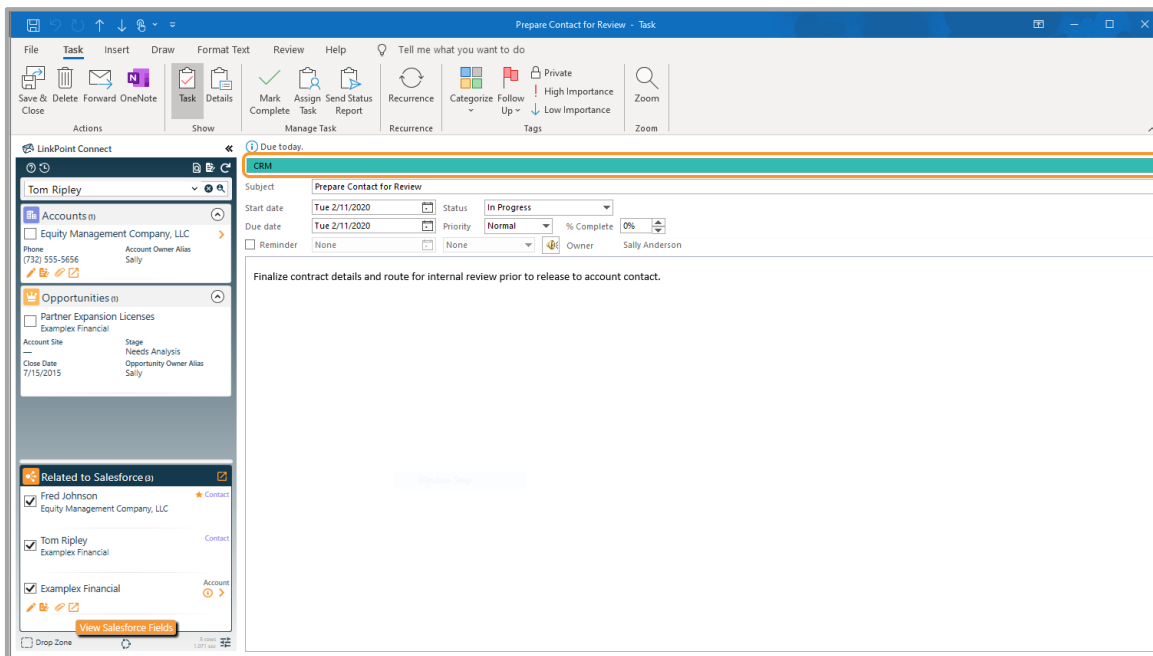 Prepare Contact for Review - Task
File Task Insert Draw Format Text Review Help Tell me what you want to do
Save & Close Delete Forward OneNote Task Details Mark Complete Assign Task Send Status Report Recurrence Categorize Follow Up Zoom
Private
High Importance
Low Importance
Actions Show Manage Task Recurrence Tags Zoom
LinkPoint Connect
Tom Ripley
Accounts (1)
Equity Management Company, LLC
Phone Account Owner Alias
(732) 555-5656 Sally
Opportunities (1)
Partner Expansion Licenses
Examplex Financial
Account Site Stage
— Needs Analysis
Close Date Opportunity Owner Alias
7/15/2015 Sally
Related to Salesforce (3)
Fred Johnson Contact
Equity Management Company, LLC
Tom Ripley Contact
Examplex Financial
Examplex Financial Account
View Salesforce Fields
Drop Zone
Due today.
CRM
Subject Prepare Contact for Review
Start date Tue 2/11/2020 Status In Progress
Due date Tue 2/11/2020 Priority Normal % Complete 0%
Reminder None None Owner Sally Anderson
Finalize contract details and route for internal review prior to release to account contact.